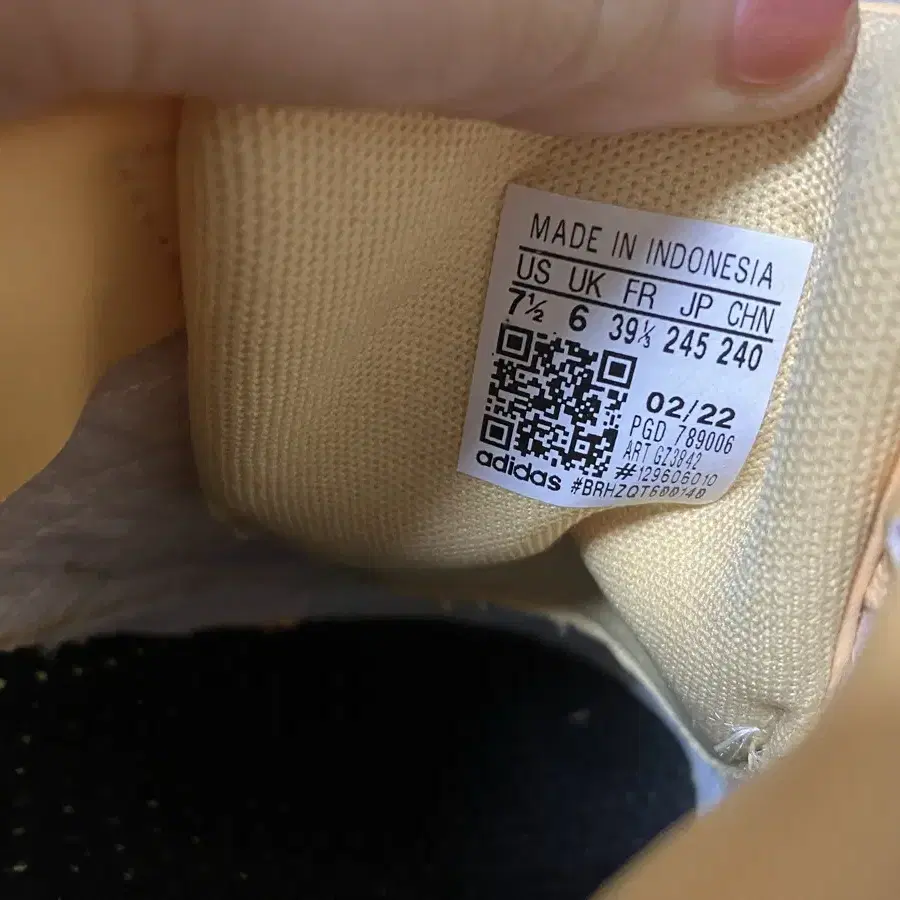 MADE IN INDONESIA
US UK FR JP CHN
7½ 6 39⅓ 245 240
02/22
PGD 789006
ART GZ3842
#129606010
adidas #BRHZQT600140